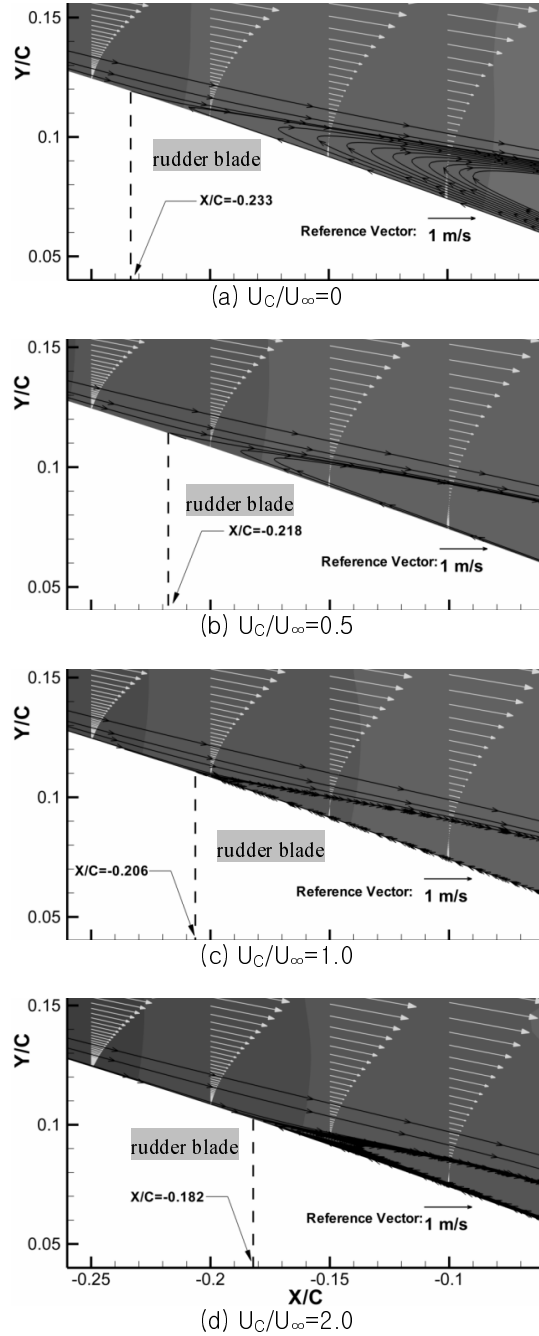 Y/C
0.15
0.1
0.05
rudder blade
X/C=-0.233
Reference Vector:
1 m/s
(a) U_C/U_∞=0
Y/C
0.15
0.1
0.05
rudder blade
X/C=-0.218
Reference Vector:
1 m/s
(b) U_C/U_∞=0.5
Y/C
0.15
0.1
0.05
rudder blade
X/C=-0.206
Reference Vector:
1 m/s
(c) U_C/U_∞=1.0
Y/C
0.15
0.1
0.05
rudder blade
X/C=-0.182
Reference Vector:
1 m/s
-0.25 -0.2 -0.15 -0.1
X/C
(d) U_C/U_∞=2.0